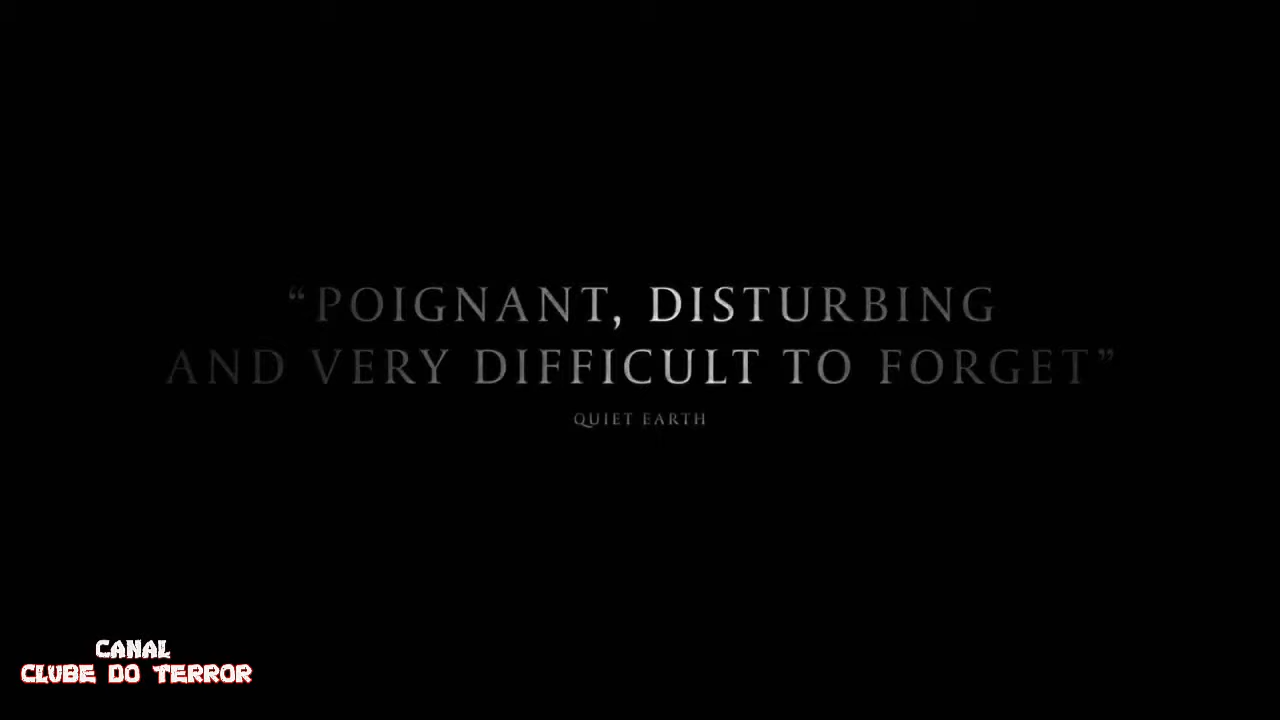 “POIGNANT, DISTURBING
AND VERY DIFFICULT TO FORGET”
QUIET EARTH
CANAL
CLUBE DO TERROR